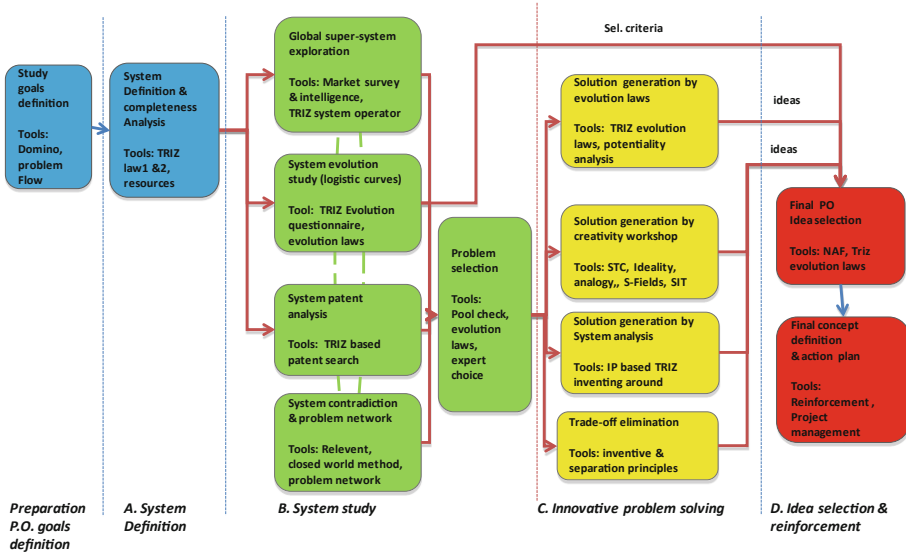 Study
goals
definition
Tools:
Domino,
problem
Flow
System
Definition &
completeness
Analysis
Tools: TRIZ
law1 &2,
resources
Global super-system
exploration
Tools: Market survey
& intelligence,
TRIZ system operator
System evolution
study (logistic curves)
Tool: TRIZ Evolution
questionnaire,
evolution laws
System patent
analysis
Tools: TRIZ based
patent search
System contradiction
& problem network
Tools: Relevent,
closed world method,
problem network
Problem
selection
Tools:
Pool check,
evolution
laws,
expert
choice
Sel. criteria
Solution generation by
evolution laws
Tools: TRIZ evolution
laws, potentiality
analysis
Solution generation by
creativity workshop
Tools: STC, Ideality,
analogy,, S-Fields, SIT
Solution generation by
System analysis
Tools: IP based TRIZ
inventing around
Trade-off elimination
Tools: inventive &
separation principles
ideas
ideas
Final PO
Idea selection
Tools: NAF, Triz
evolution laws
Final concept
definition
& action plan
Tools:
Reinforcement ,
Project
management
Preparation
P.O. goals
definition
A. System
Definition
B. System study
C. Innovative problem solving
D. Idea selection &
reinforcement